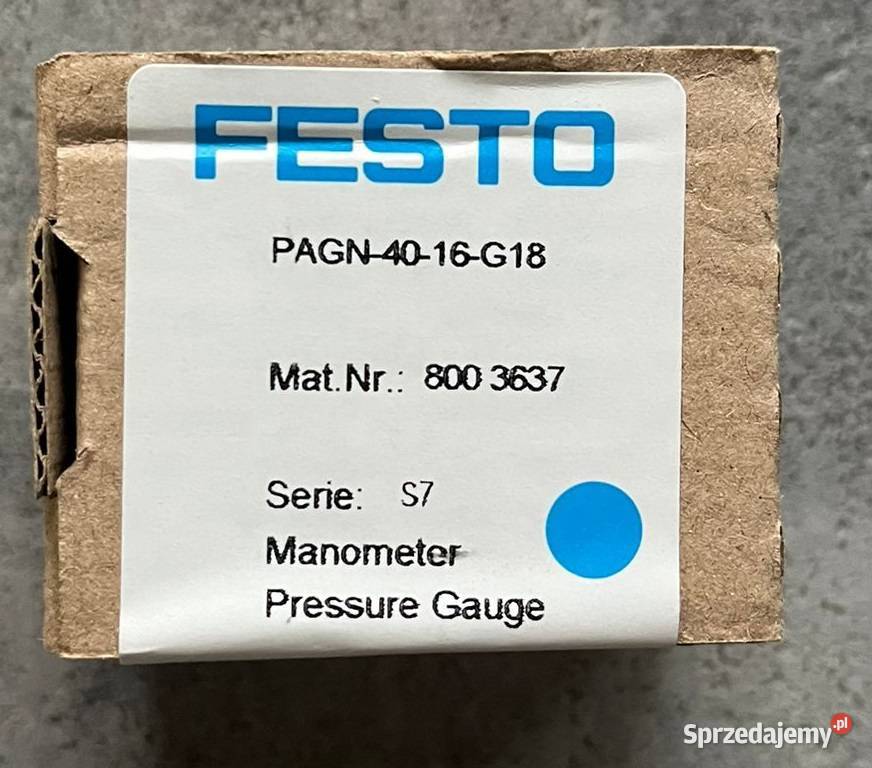 FESTO
PAGN-40-16-G18
Mat.Nr.: 800 3637
Serie: S7
Manometer
Pressure Gauge
Sprzedajemy.pl